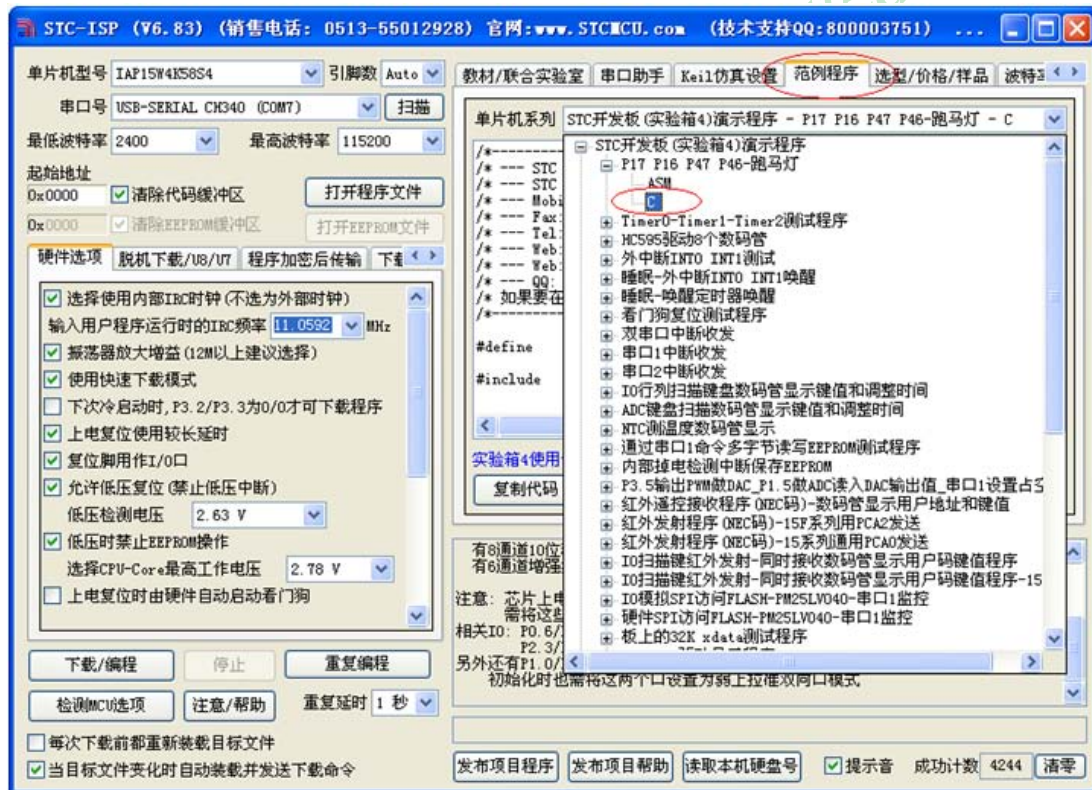 STC-ISP (V6.83) (销售电话: 0513-55012928) 官网:www.STCMCU.com (技术支持QQ:800003751) ...
单片机型号 IAP15W4K58S4 引脚数 Auto
串口号 USB-SERIAL CH340 (COM7) 扫描
最低波特率 2400 最高波特率 115200
起始地址
0x0000 清除代码缓冲区 打开程序文件
0x0000 清除EEPROM缓冲区 打开EEPROM文件
硬件选项 脱机下载/U8/U7 程序加密后传输
选择使用内部IRC时钟(不选为外部时钟)
输入用户程序运行时的IRC频率 11.0592 MHz
振荡器放大增益(12M以上建议选择)
使用快速下载模式
下次冷启动时,P3.2/P3.3为0/0才可下载程序
上电复位使用较长延时
复位脚用作I/O口
允许低压复位(禁止低压中断)
低压检测电压 2.63 V
低压时禁止EEPROM操作
选择CPU-Core最高工作电压 2.78 V
上电复位时由硬件自动启动看门狗
下载/编程 停止 重复编程
检测MCU选项 注意/帮助 重复延时 1 秒
每次下载前都重新装载目标文件
当目标文件变化时自动装载并发送下载命令
教材/联合实验室 串口助手 Keil仿真设置 范例程序 选型/价格/样品 波特率
单片机系列 STC开发板(实验箱4)演示程序 - P17 P16 P47 P46-跑马灯 - C
/*----------
/* --- STC
/* --- STC
/* --- Mobi
/* --- Fax:
/* --- Tel:
/* --- Web:
/* --- Web:
/* --- QQ:
/* 如果要在
/*----------
#define
#include
实验箱4使用
复制代码
STC开发板(实验箱4)演示程序
P17 P16 P47 P46-跑马灯
ASM
C
Timer0-Timer1-Timer2测试程序
HC595驱动8个数码管
外中断INT0 INT1测试
睡眠-外中断INT0 INT1唤醒
睡眠-唤醒定时器唤醒
看门狗复位测试程序
双串口中断收发
串口1中断收发
串口2中断收发
IO行列扫描键盘数码管显示键值和调整时间
ADC键盘扫描数码管显示键值和调整时间
NTC测温度数码管显示
通过串口1命令多字节读写EEPROM测试程序
内部掉电检测中断保存EEPROM
P3.5输出PWM做DAC_P1.5做ADC读入DAC输出值_串口1设置占空
红外遥控接收程序(NEC码)-数码管显示用户地址和键值
红外发射程序(NEC码)-15F系列用PCA2发送
红外发射程序(NEC码)-15系列通用PCA0发送
IO扫描键红外发射-同时接收数码管显示用户码键值程序
IO扫描键红外发射-同时接收数码管显示用户码键值程序-15
IO模拟SPI访问FLASH-PM25LV040-串口1监控
硬件SPI访问FLASH-PM25LV040-串口1监控
板上的32K xdata测试程序
有8通道10位
有6通道增强
注意: 芯片上电
需将这些
相关IO: P0.6/
P2.3/
另外还有P1.0/
初始化时也需将这两个口设置为弱上拉准双向口模式
发布项目程序 发布项目帮助 读取本机硬盘号 提示音 成功计数 4244 清零